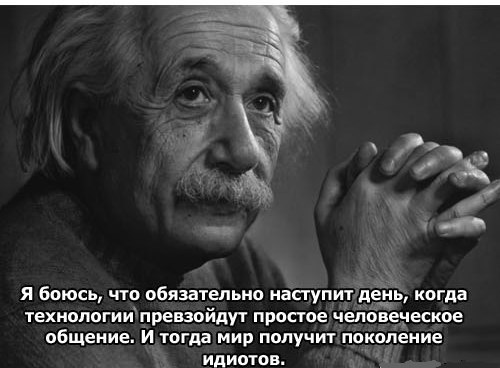 Я боюсь, что обязательно наступит день, когда
технологии превзойдут простое человеческое
общение. И тогда мир получит поколение
идиотов.